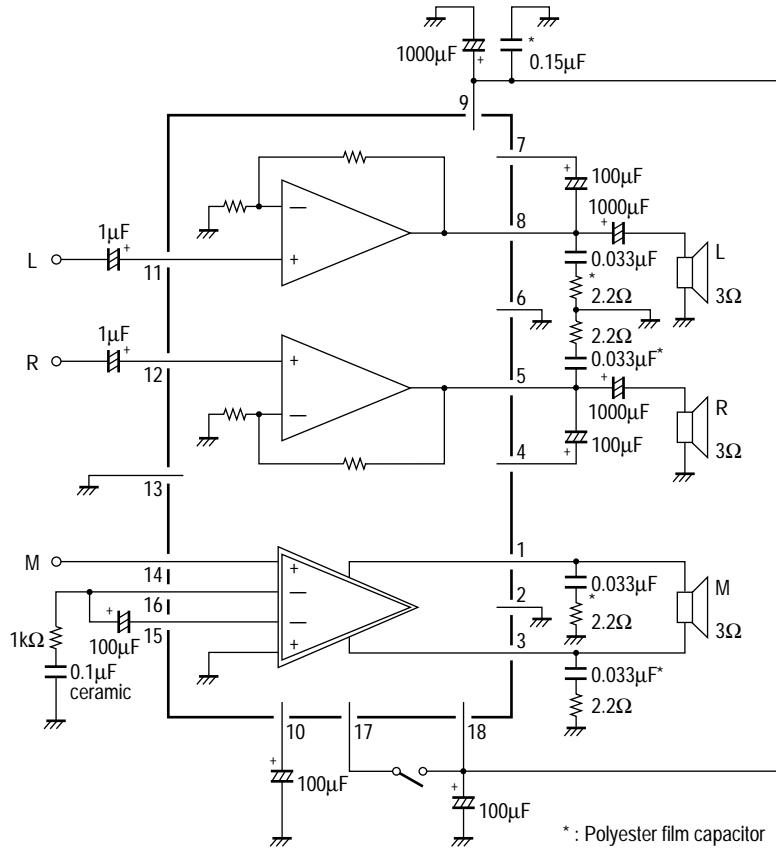 1000µF
+
*
0.15µF
9
7
+
100µF
1000µF
8
+
L
1µF
+
11
−
+
0.033µF
*
2.2Ω
L
3Ω
6
2.2Ω
0.033µF*
R
1µF
+
12
+
−
5
+
1000µF
R
3Ω
100µF
+
4
13
M
14
+
−
16
−
15
+
+
100µF
1kΩ
0.1µF
ceramic
1
0.033µF
*
2.2Ω
2
M
3Ω
3
0.033µF*
2.2Ω
10
17
18
+
100µF
+
100µF
* : Polyester film capacitor